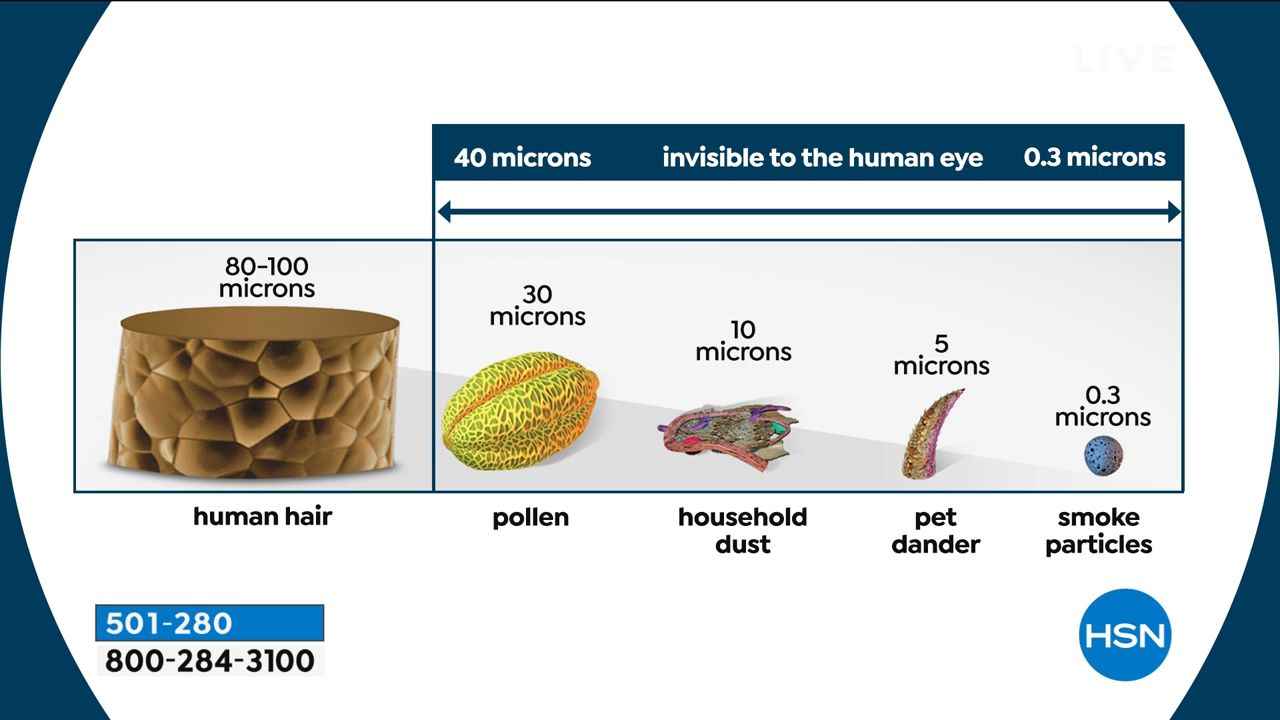 LIVE
40 microns invisible to the human eye 0.3 microns
80-100
microns
30
microns
10
microns
5
microns
0.3
microns
human hair
pollen
household
dust
pet
dander
smoke
particles
501-280
800-284-3100
HSN